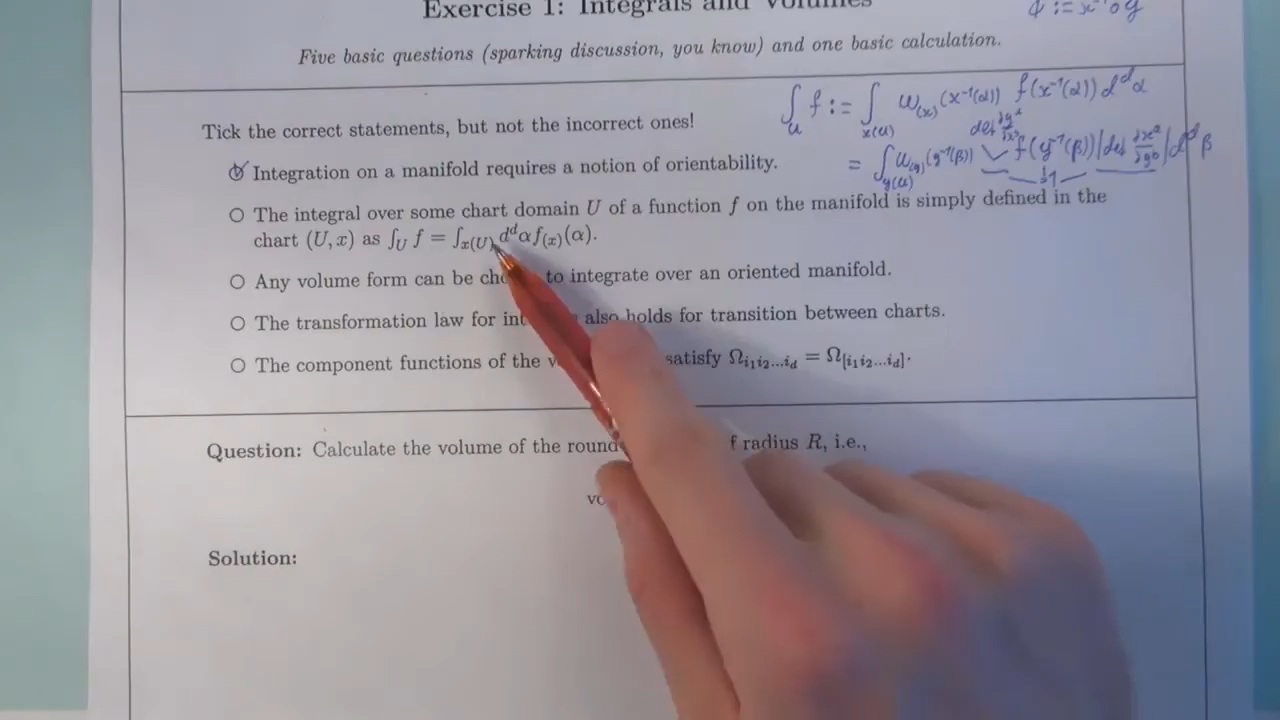 Exercise 1: Integrals and Volumes
ϕ := x⁻¹∘y
Five basic questions (sparking discussion, you know) and one basic calculation.
∫_U f := ∫_{x(U)} ω_{(x)}(x⁻¹(α)) f(x⁻¹(α)) d^dα
Tick the correct statements, but not the incorrect ones!
= ∫_{y(U)} ω_{(y)}(y⁻¹(β)) det ∂y^a/∂x^b f(y⁻¹(β)) |det ∂x^a/∂y^b| d^dβ
Integration on a manifold requires a notion of orientability.
The integral over some chart domain U of a function f on the manifold is simply defined in the
chart (U, x) as ∫_U f = ∫_{x(U)} d^dα f_{(x)}(α).
Any volume form can be to integrate over an oriented manifold.
The transformation law for also holds for transition between charts.
The component functions of the satisfy Ω_{i₁i₂...i_d} = Ω_{[i₁i₂...i_d]}.
Question: Calculate the volume of the round radius R, i.e.,
Solution: